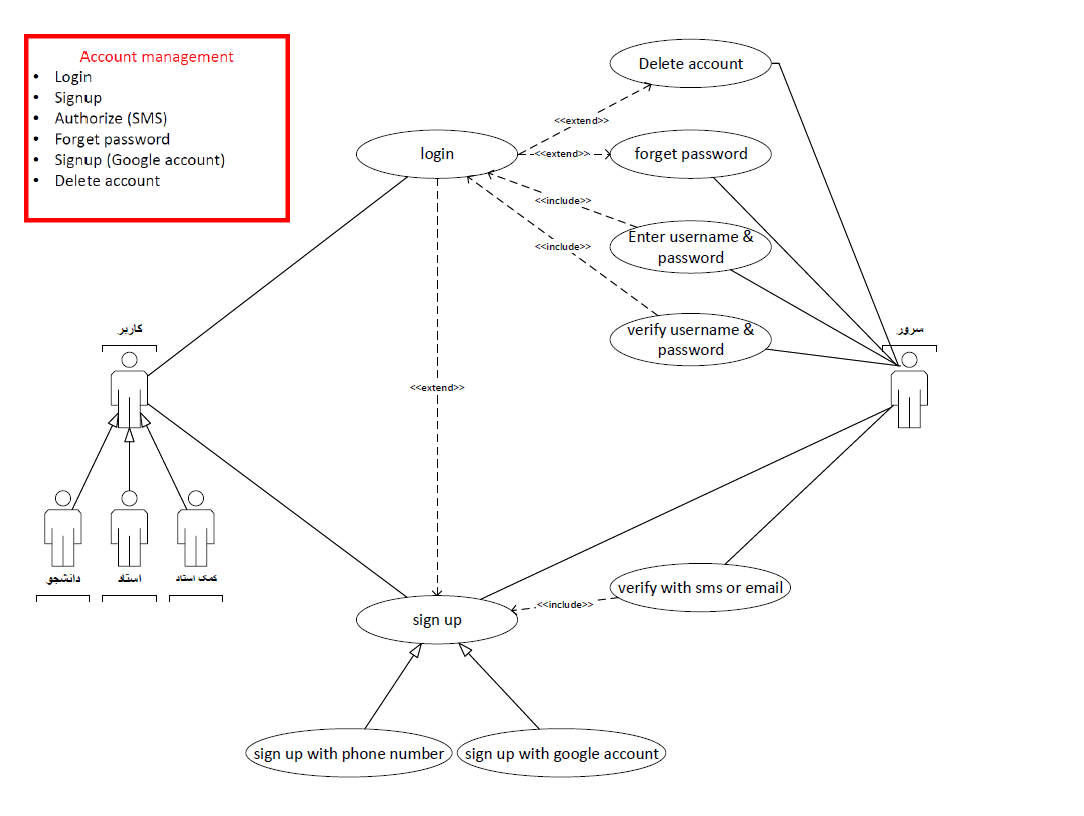 Account management
• Login
• Signup
• Authorize (SMS)
• Forget password
• Signup (Google account)
• Delete account
Delete account
<<extend>>
login
<<extend>>
forget password
<<include>>
Enter username &
password
<<include>>
verify username &
password
کاربر
سرور
<<extend>>
دانشجو
استاد
کمک استاد
verify with sms or email
<<include>>
sign up
sign up with phone number
sign up with google account